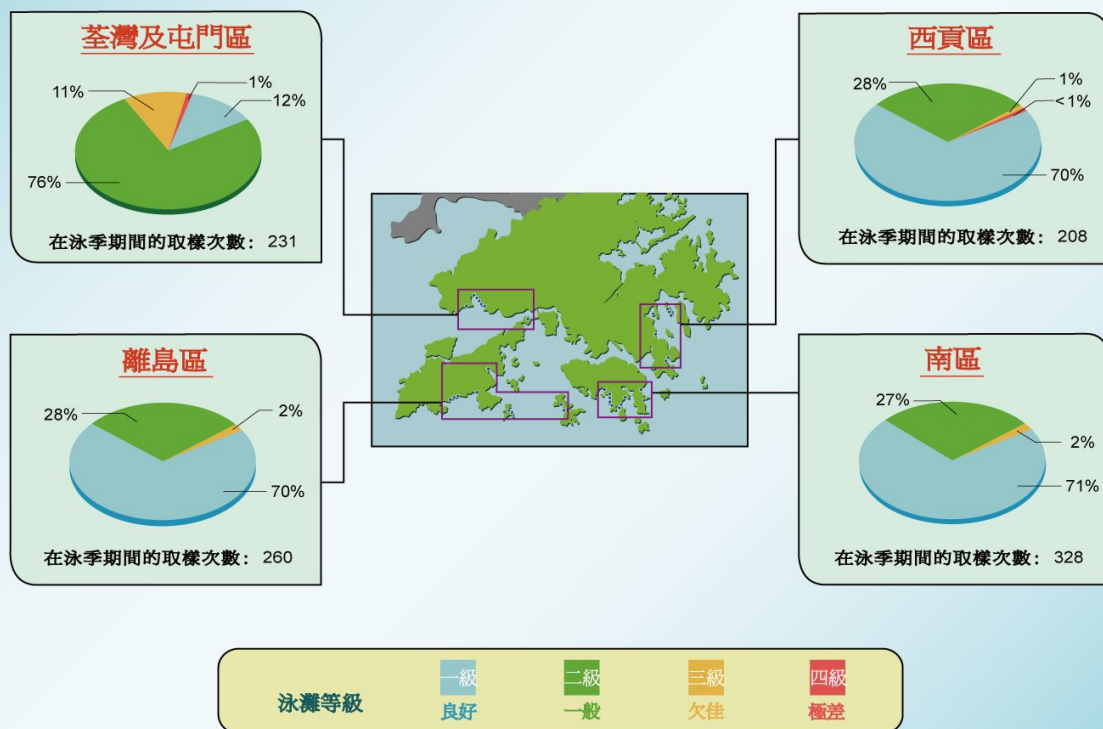 荃灣及屯門區
11%
1%
12%
76%
在泳季期間的取樣次數: 231
西貢區
28%
1%
<1%
70%
在泳季期間的取樣次數: 208
離島區
28%
2%
70%
在泳季期間的取樣次數: 260
南區
27%
2%
71%
在泳季期間的取樣次數: 328
泳灘等級
一級 二級 三級 四級
良好 一般 欠佳 極差